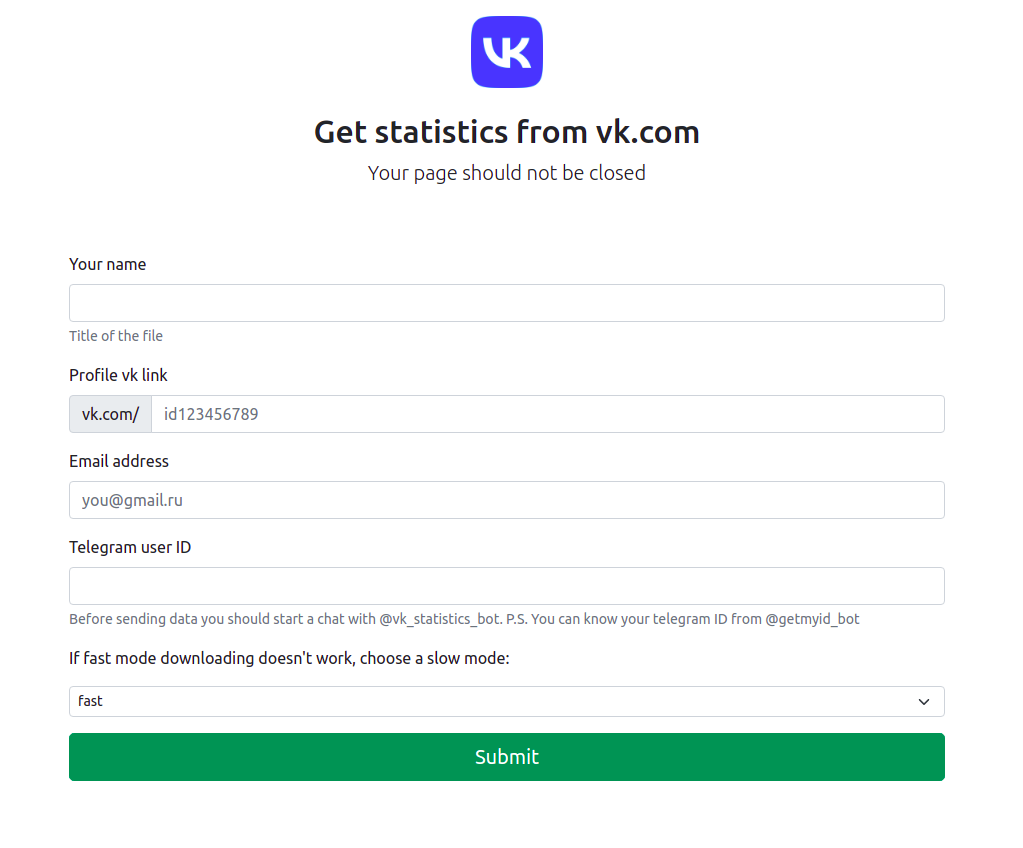 VK
Get statistics from vk.com
Your page should not be closed
Your name
Title of the file
Profile vk link
vk.com/ id123456789
Email address
you@gmail.ru
Telegram user ID
Before sending data you should start a chat with @vk_statistics_bot. P.S. You can know your telegram ID from @getmyid_bot
If fast mode downloading doesn't work, choose a slow mode:
fast
Submit